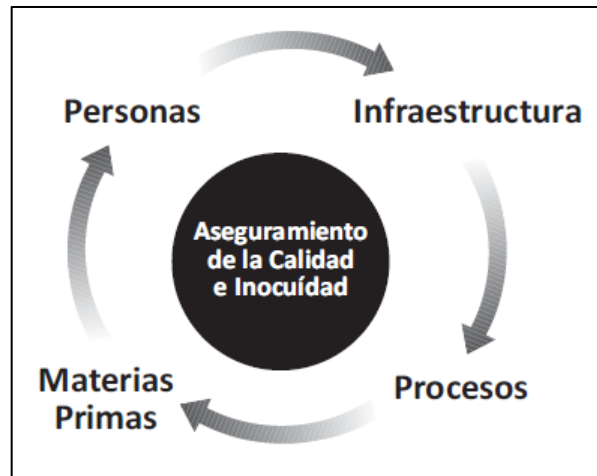 Personas
Infraestructura
Aseguramiento
de la Calidad
e Inocuídad
Materias
Primas
Procesos